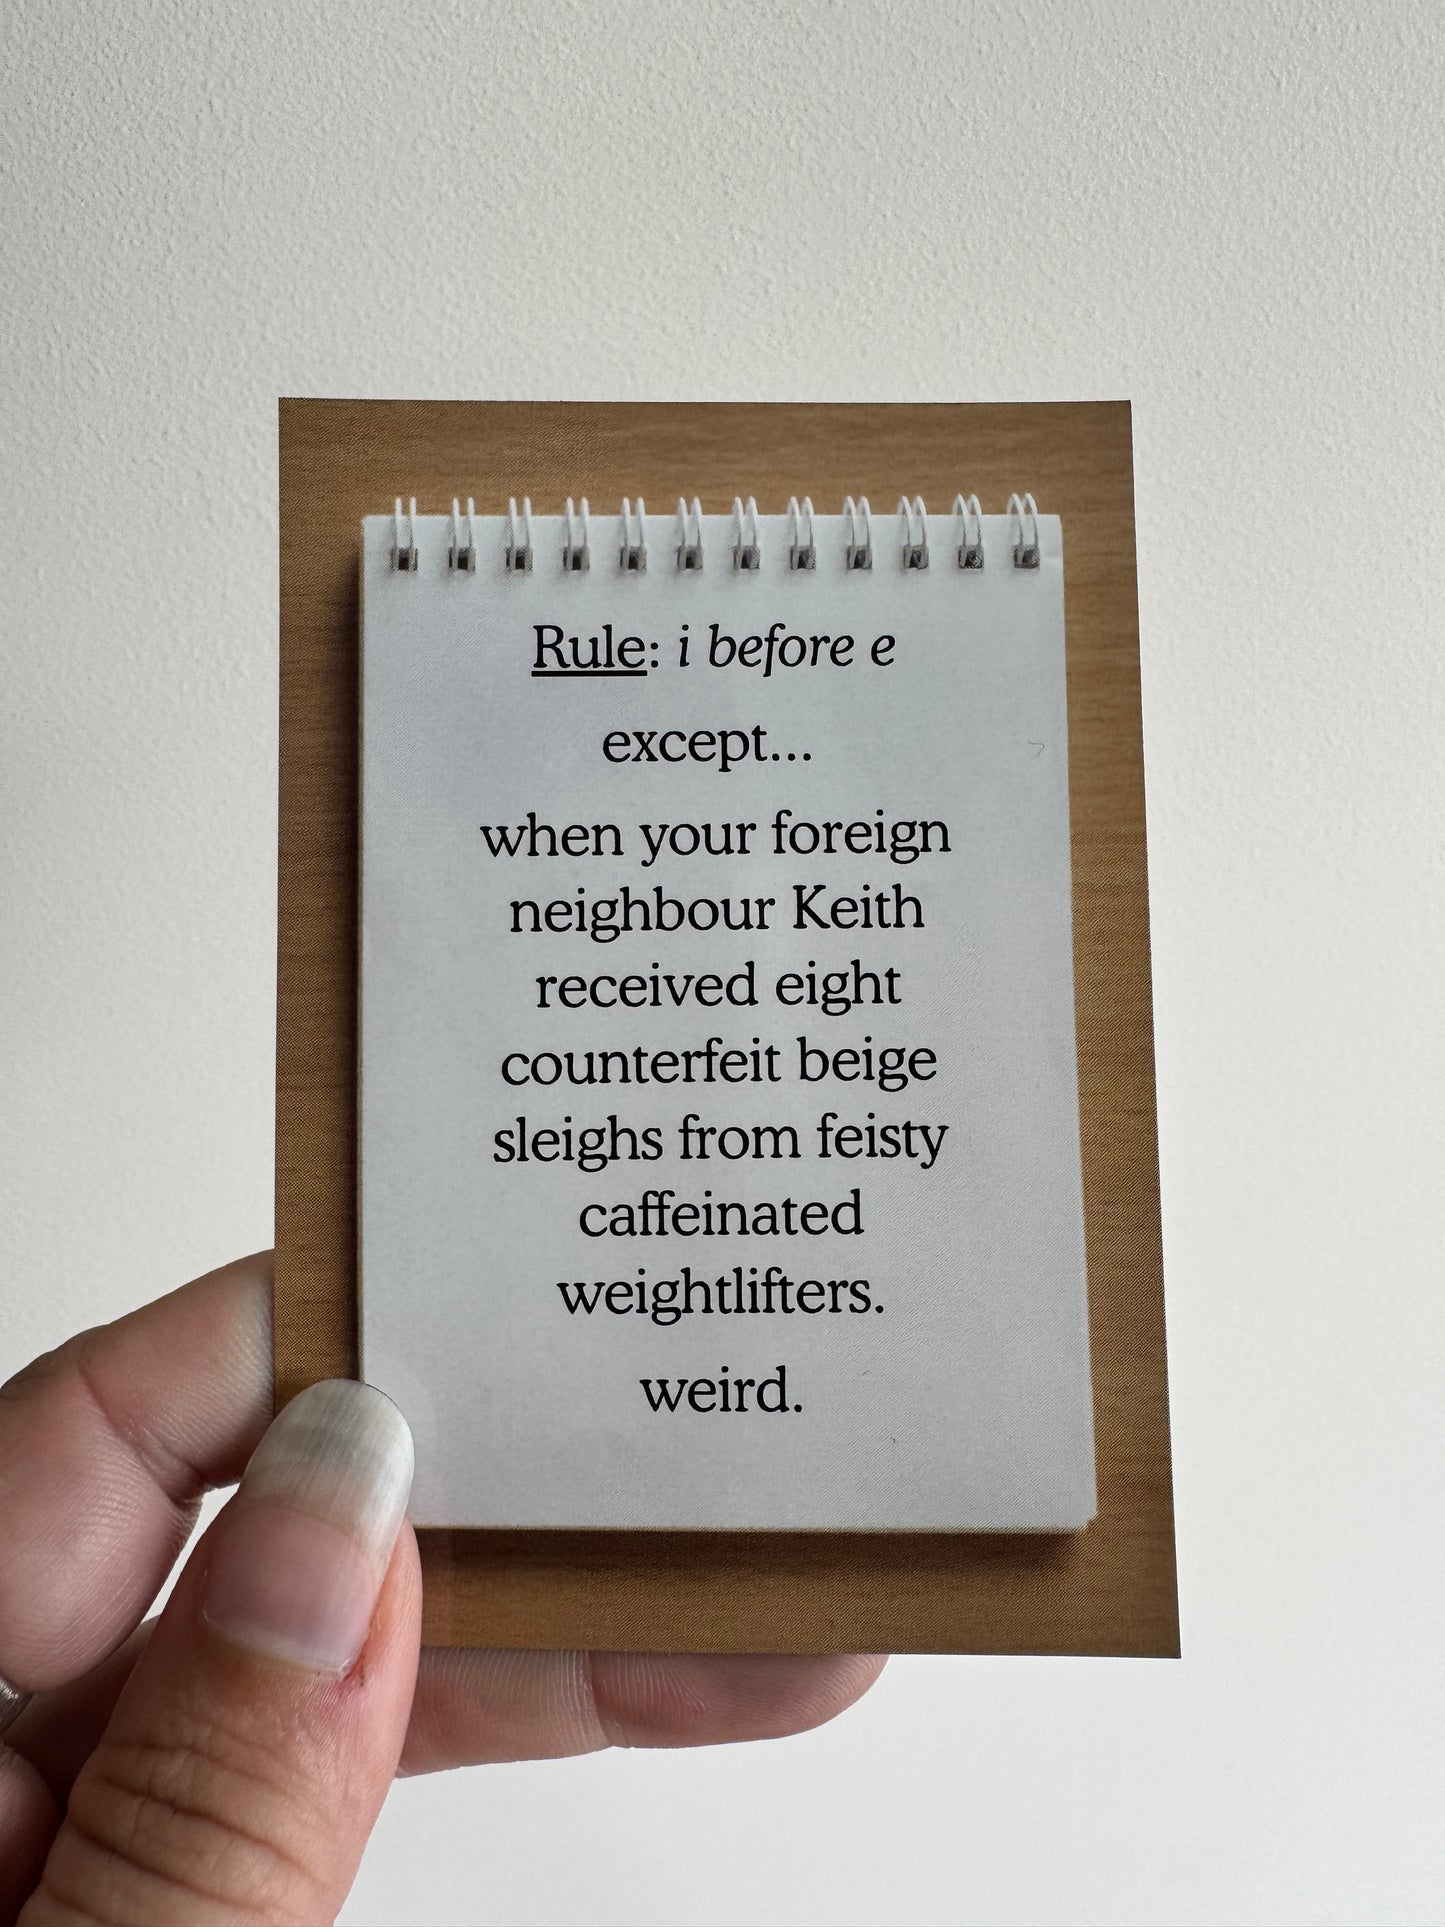 Rule: i before e
except...
when your foreign
neighbour Keith
received eight
counterfeit beige
sleighs from feisty
caffeinated
weightlifters.
weird.